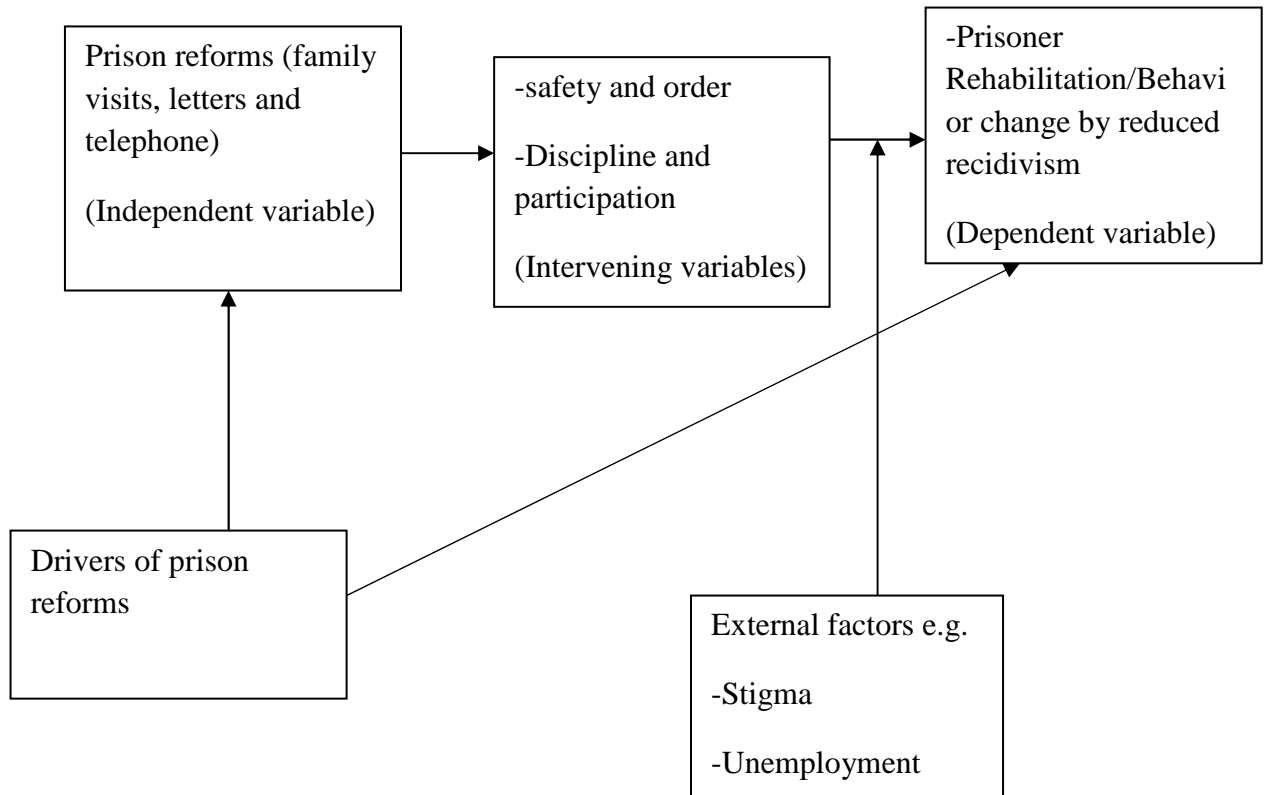 Prison reforms (family
visits, letters and
telephone)
(Independent variable)
-safety and order
-Discipline and
participation
(Intervening variables)
-Prisoner
Rehabilitation/Behavi
or change by reduced
recidivism
(Dependent variable)
Drivers of prison
reforms
External factors e.g.
-Stigma
-Unemployment